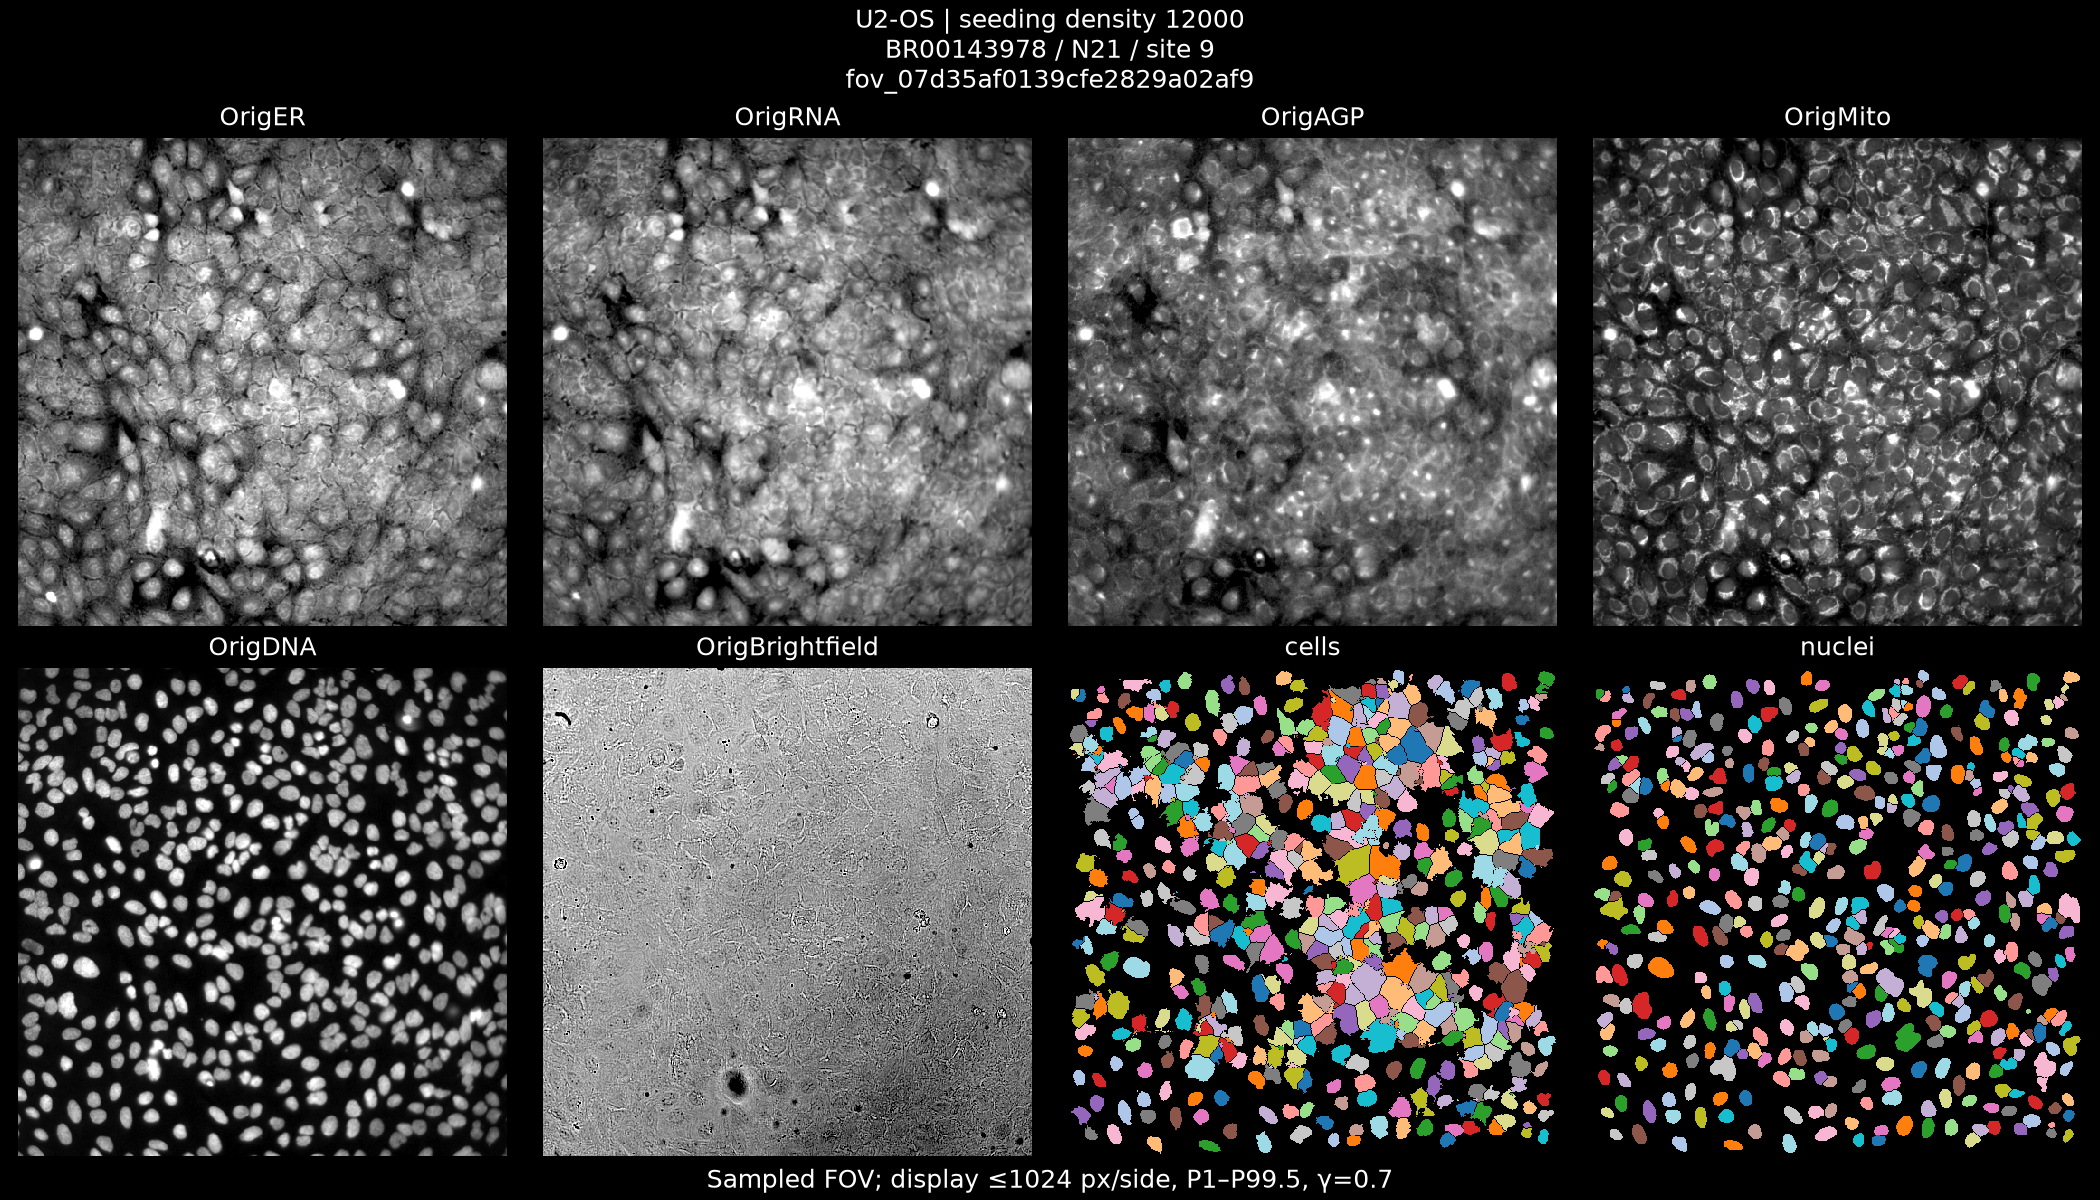 U2-OS | seeding density 12000
BR00143978 / N21 / site 9
fov_07d35af0139cfe2829a02af9
OrigER
OrigRNA
OrigAGP
OrigMito
OrigDNA
OrigBrightfield
cells
nuclei
Sampled FOV; display ≤1024 px/side, P1–P99.5, γ=0.7